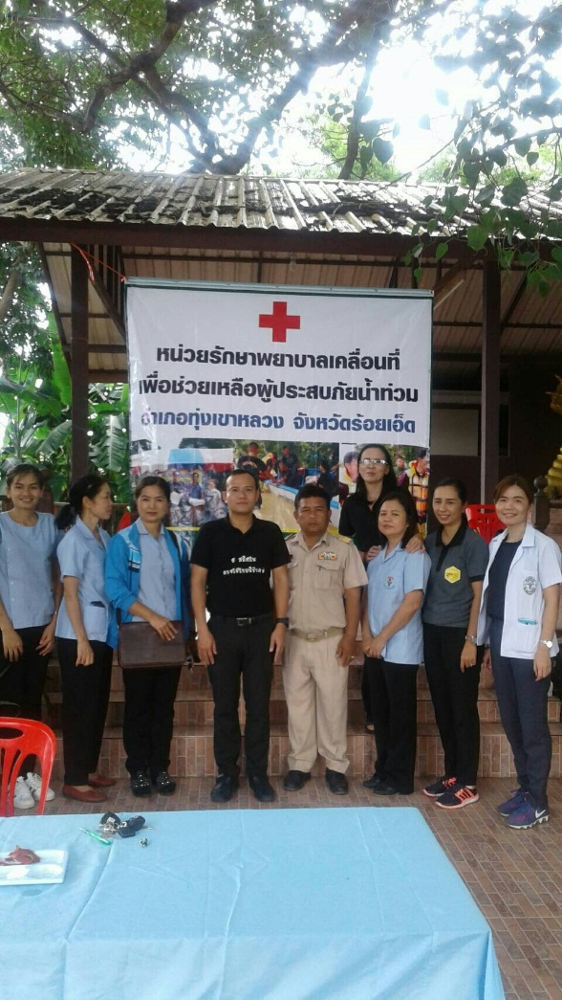 หน่วยรักษาพยาบาลเคลื่อนที่
เพื่อช่วยเหลือผู้ประสบภัยน้ำท่วม
อำเภอทุ่งเขาหลวง จังหวัดร้อยเอ็ด